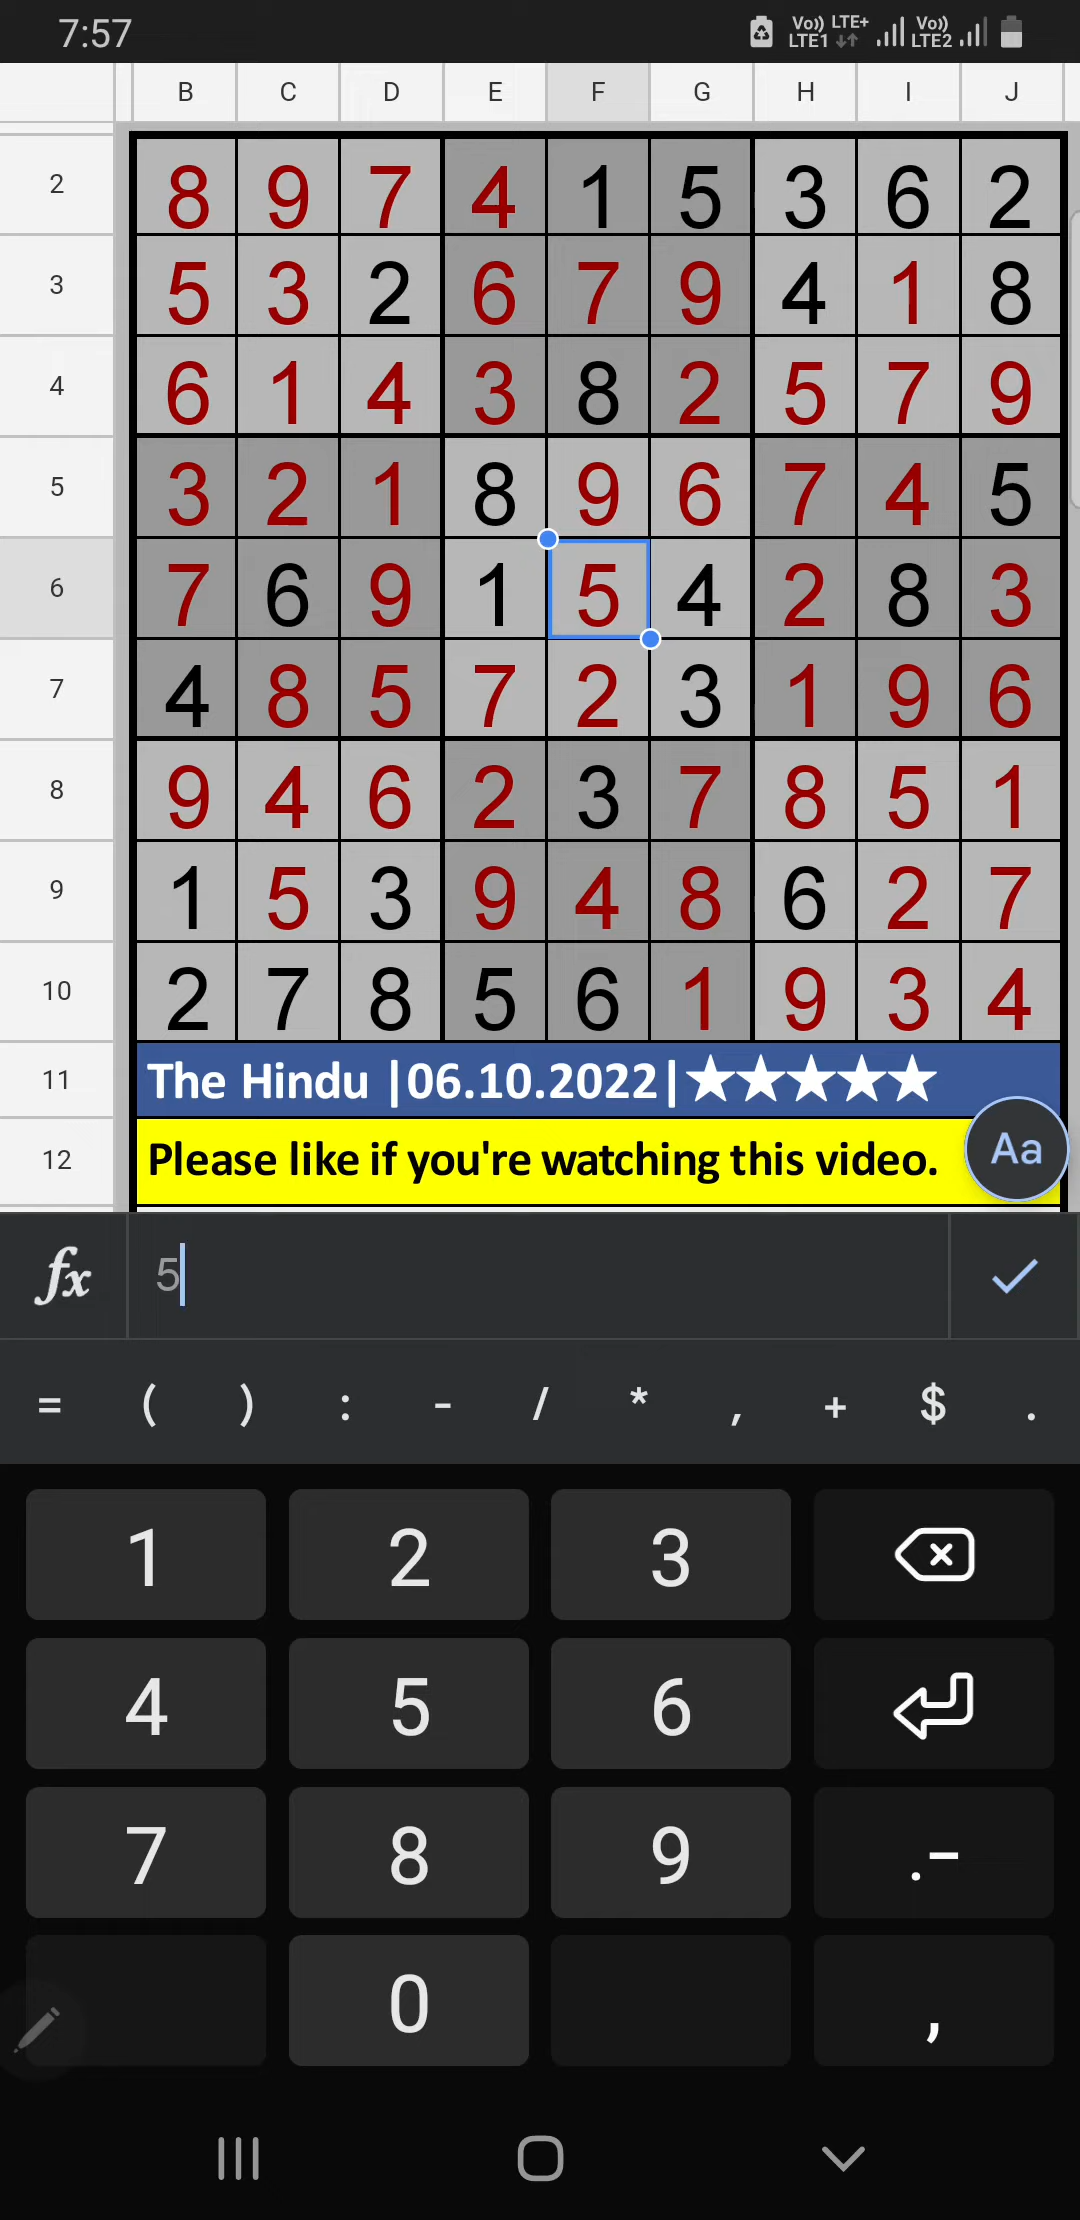 7:57 Vo)) LTE1 LTE+ Vo)) LTE2
B C D E F G H I J
2 8 9 7 4 1 5 3 6 2
3 5 3 2 6 7 9 4 1 8
4 6 1 4 3 8 2 5 7 9
5 3 2 1 8 9 6 7 4 5
6 7 6 9 1 5 4 2 8 3
7 4 8 5 7 2 3 1 9 6
8 9 4 6 2 3 7 8 5 1
9 1 5 3 9 4 8 6 2 7
10 2 7 8 5 6 1 9 3 4
11 The Hindu |06.10.2022|★★★★★
12 Please like if you're watching this video.
Aa
fx 5
= ( ) : - / * , + $ .
1 2 3
4 5 6
7 8 9 .-
0 ,